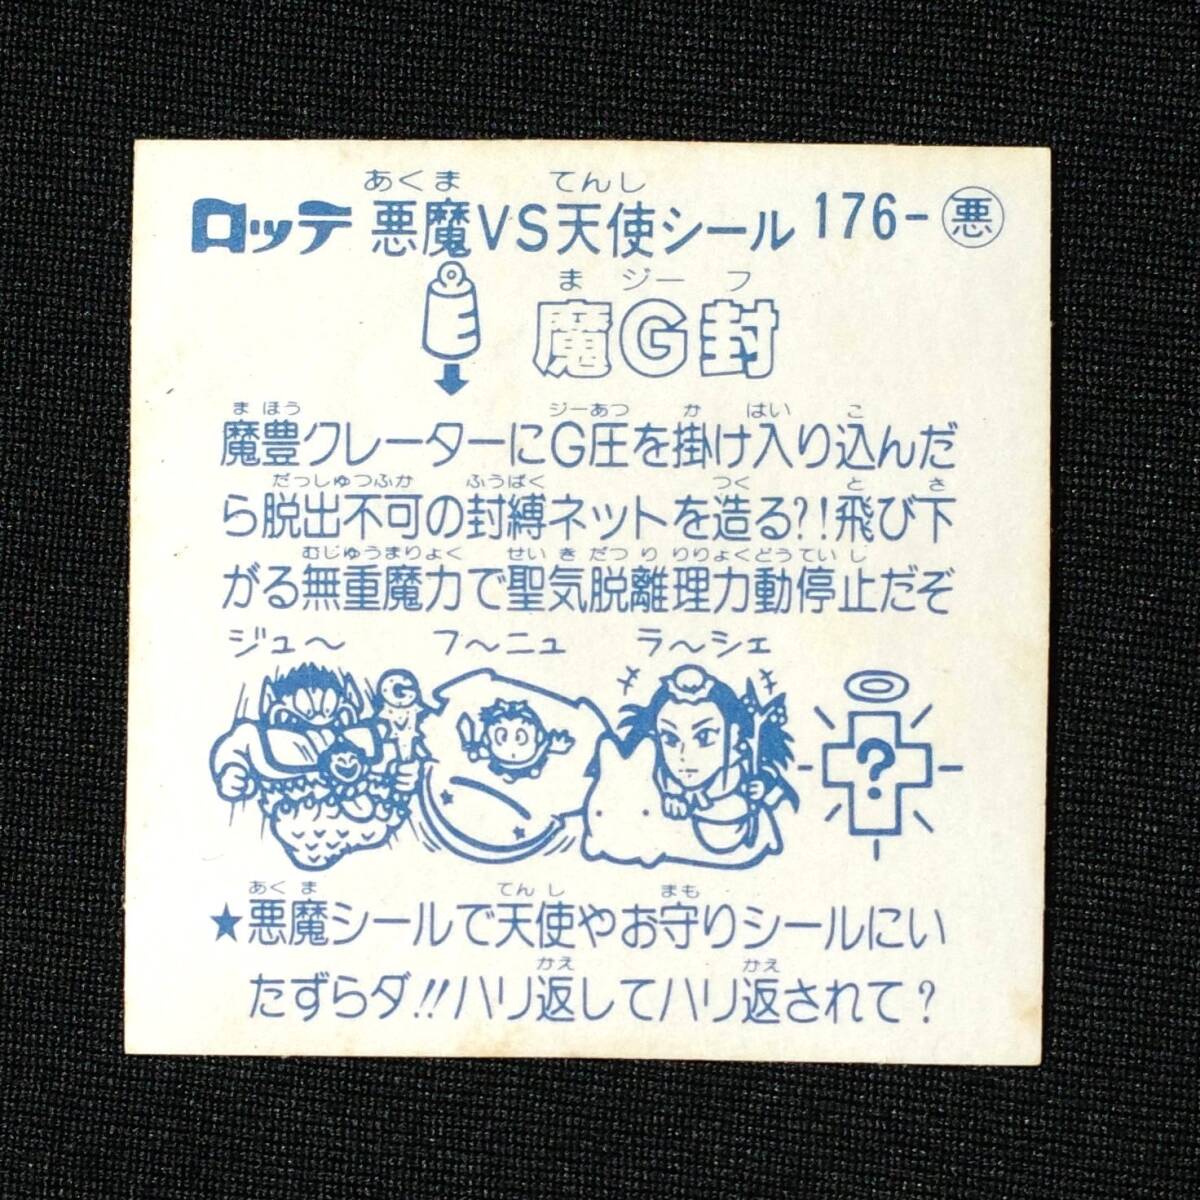 あくま てんし
ロッテ 悪魔VS天使シール 176-悪
ま ジー フ
魔G封
ま ほう ジーあつ か はい こ
魔豊クレーターにG圧を掛け入り込んだ
だっしゅつふか ふうばく つく と さ
ら脱出不可の封縛ネットを造る?!飛び下
むじゅうまりょく せい き だつ り りりょくどうてい し
がる無重魔力で聖気脱離理力動停止だぞ
ジュ〜 フ〜ニュ ラ〜シェ
G
?
あく ま てん し まも
★悪魔シールで天使やお守りシールにい
かえ かえ
たずらダ!!ハリ返してハリ返されて?